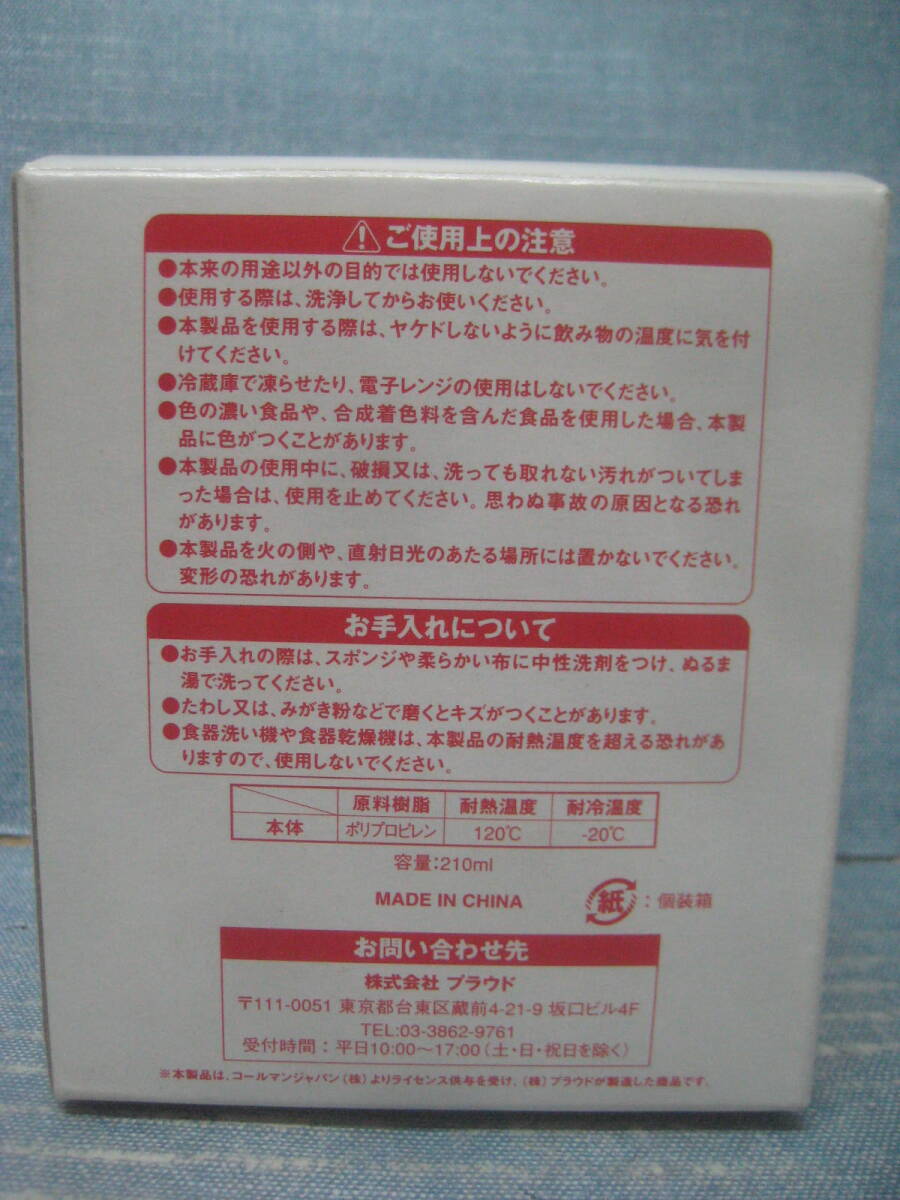 ご使用上の注意
●本来の用途以外の目的では使用しないでください。
●使用する際は、洗浄してからお使いください。
●本製品を使用する際は、ヤケドしないように飲み物の温度に気を付
けてください。
●冷蔵庫で凍らせたり、電子レンジの使用はしないでください。
●色の濃い食品や、合成着色料を含んだ食品を使用した場合、本製
品に色がつくことがあります。
●本製品の使用中に、破損又は、洗っても取れない汚れがついてしま
った場合は、使用を止めてください。思わぬ事故の原因となる恐れ
があります。
●本製品を火の側や、直射日光のあたる場所には置かないでください。
変形の恐れがあります。
お手入れについて
●お手入れの際は、スポンジや柔らかい布に中性洗剤をつけ、ぬるま
湯で洗ってください。
●たわし又は、みがき粉などで磨くとキズがつくことがあります。
●食器洗い機や食器乾燥機は、本製品の耐熱温度を超える恐れがあ
りますので、使用しないでください。
原料樹脂 耐熱温度 耐冷温度
本体 ポリプロピレン 120℃ -20℃
容量:210ml
MADE IN CHINA
紙:個装箱
お問い合わせ先
株式会社 プラウド
〒111-0051 東京都台東区蔵前4-21-9 坂口ビル4F
TEL:03-3862-9761
受付時間:平日10:00〜17:00(土・日・祝日を除く)
※本製品は、コールマンジャパン(株)よりライセンス供与を受け、(株)プラウドが製造した商品です。